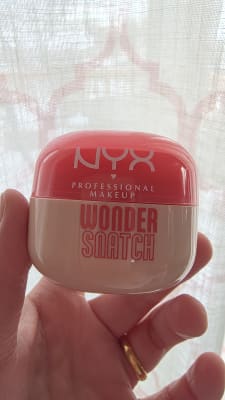 NYX
PROFESSIONAL
MAKEUP
WONDER
SNATCH